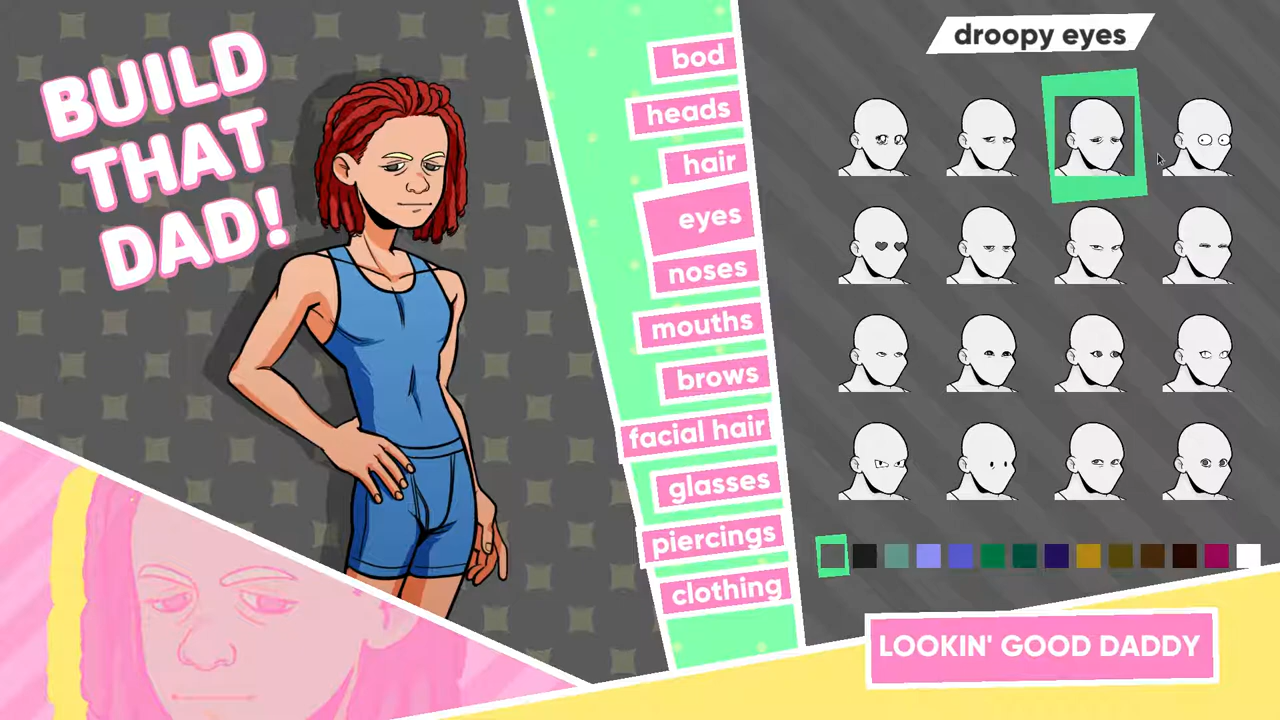 BUILD
THAT
DAD!
bod
heads
hair
eyes
noses
mouths
brows
facial hair
glasses
piercings
clothing
droopy eyes
LOOKIN' GOOD DADDY